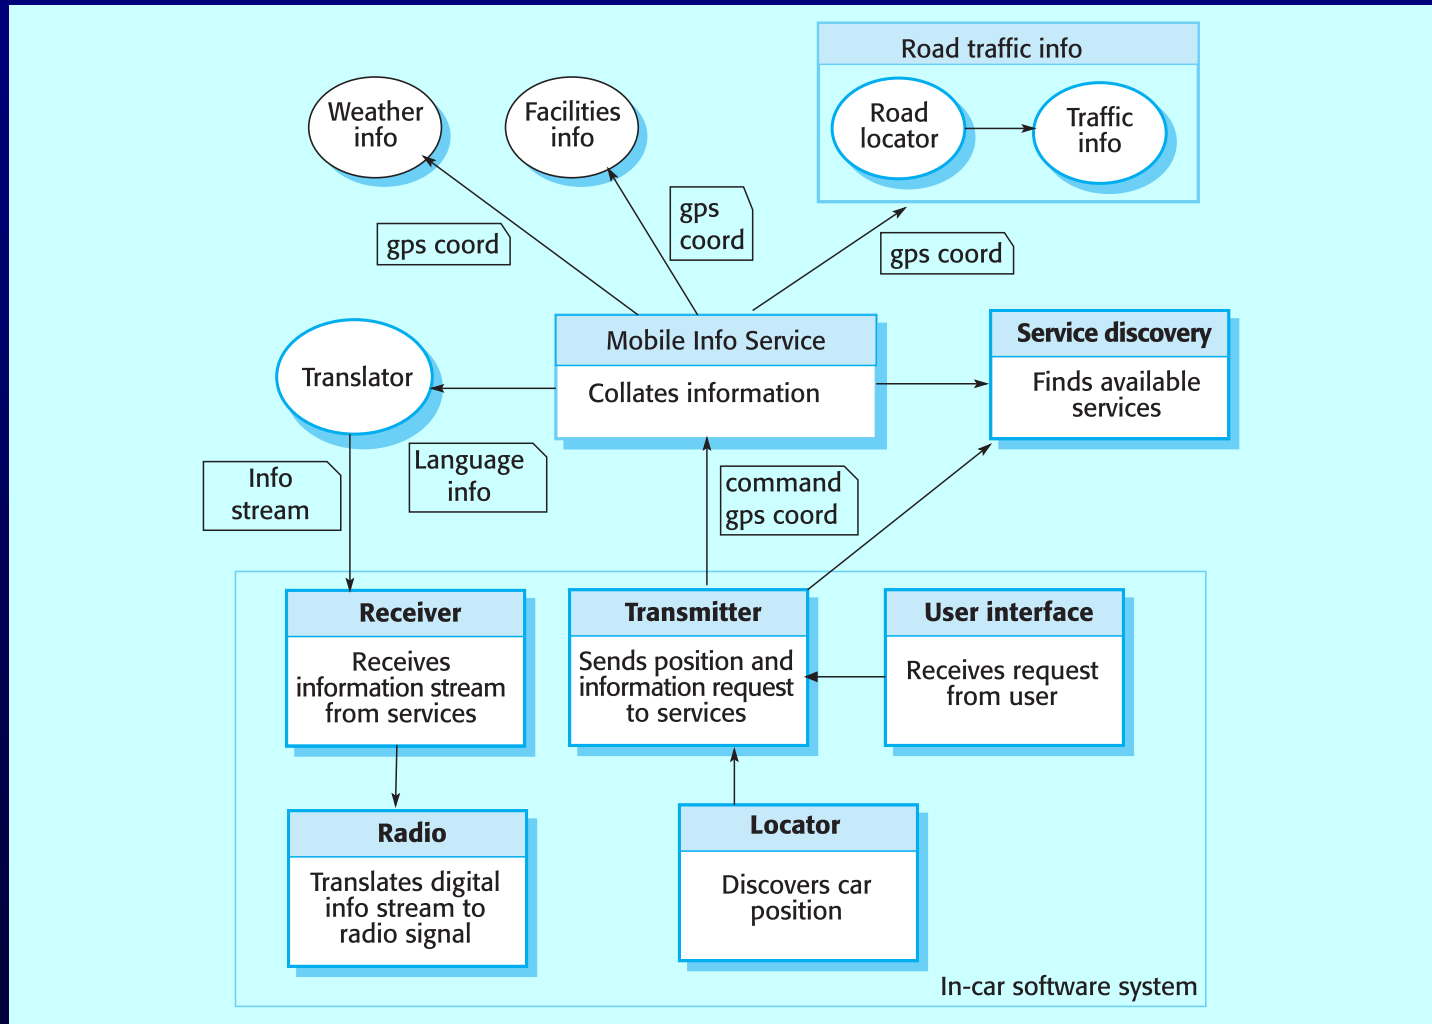 Road traffic info
Weather
info
Facilities
info
Road
locator
Traffic
info
gps coord
gps
coord
gps coord
Mobile Info Service
Collates information
Service discovery
Finds available
services
Translator
Info
stream
Language
info
command
gps coord
Receiver
Receives
information stream
from services
Transmitter
Sends position and
information request
to services
User interface
Receives request
from user
Radio
Translates digital
info stream to
radio signal
Locator
Discovers car
position
In-car software system